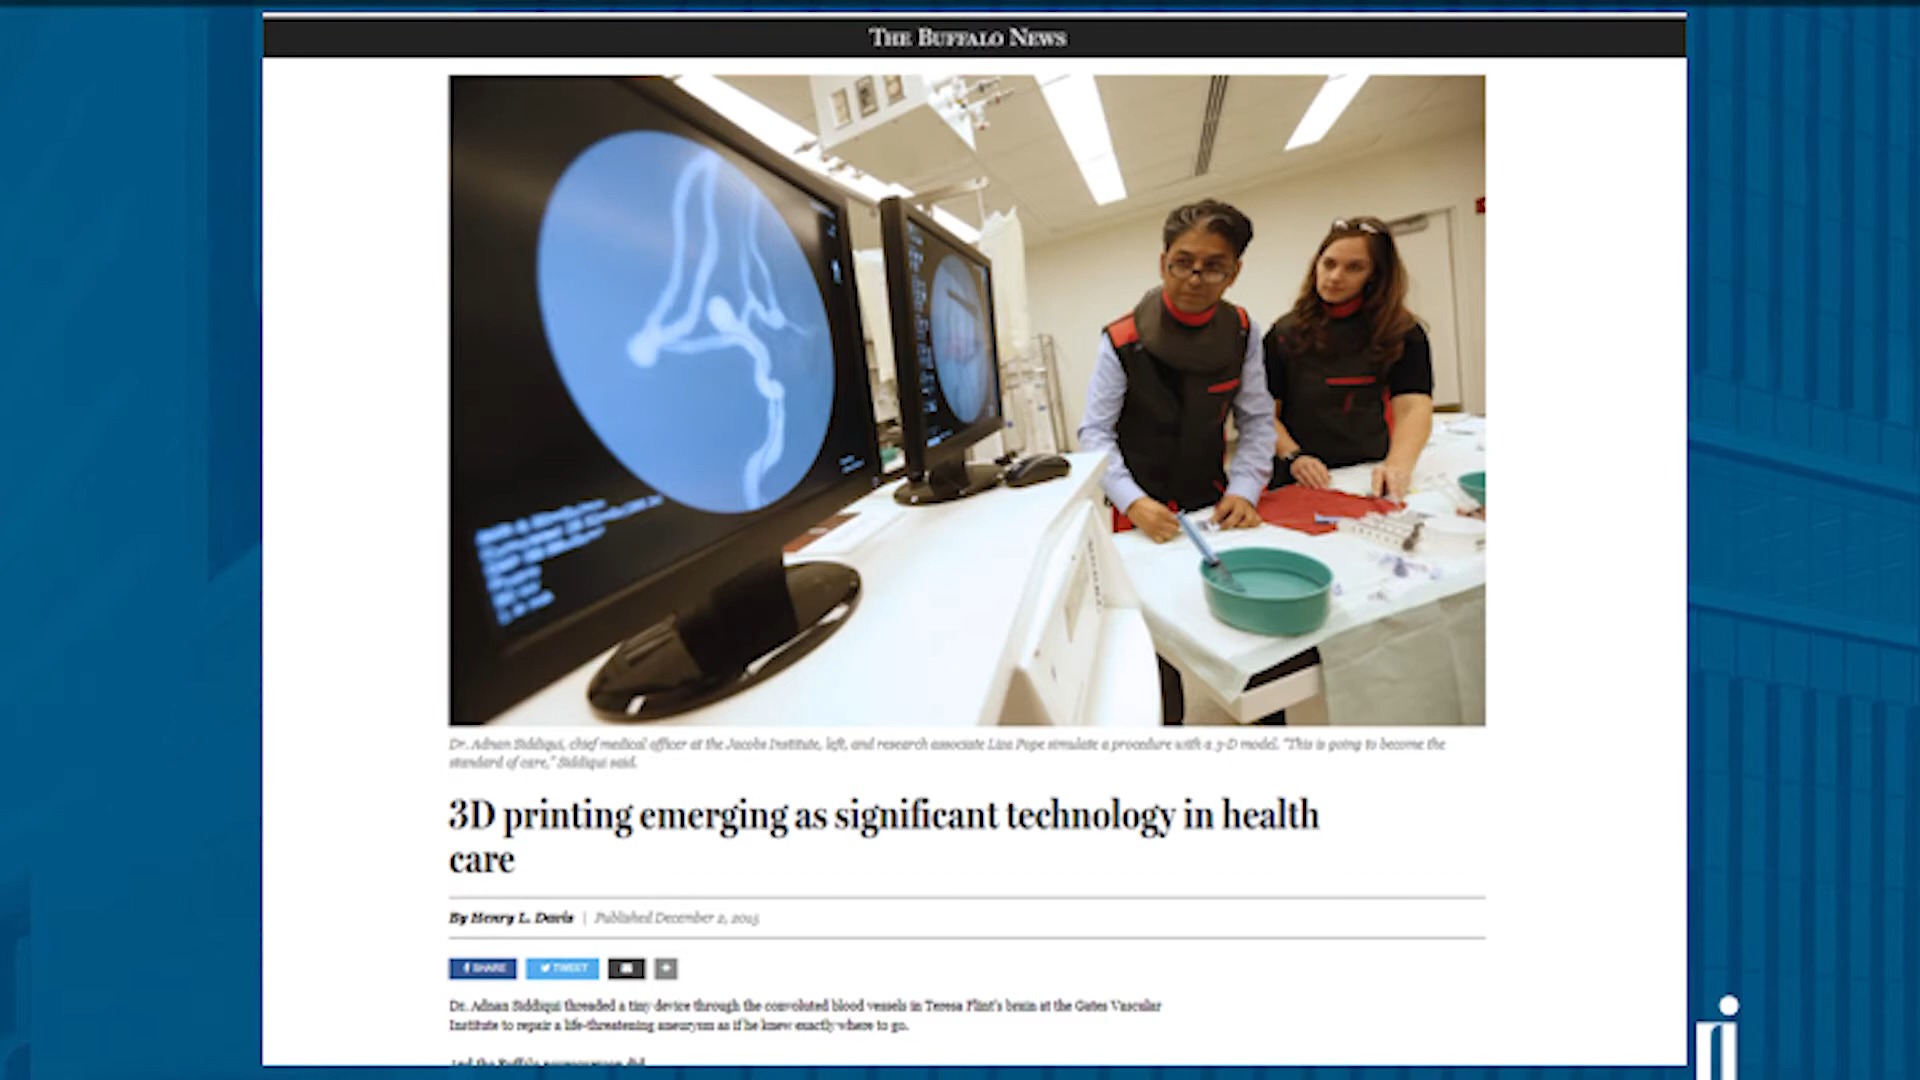 THE BUFFALO NEWS
Dr. Adnan Siddiqui, chief medical officer at the Jacobs Institute, left, and research associate Liza Pope simulate a procedure with a 3-D model. "This is going to become the
standard of care," Siddiqui said.
3D printing emerging as significant technology in health
care
By Henry L. Davis | Published December 2, 2015
SHARE TWEET +
Dr. Adnan Siddiqui threaded a tiny device through the convoluted blood vessels in Teresa Flint's brain at the Gates Vascular
Institute to repair a life-threatening aneurysm as if he knew exactly where to go.